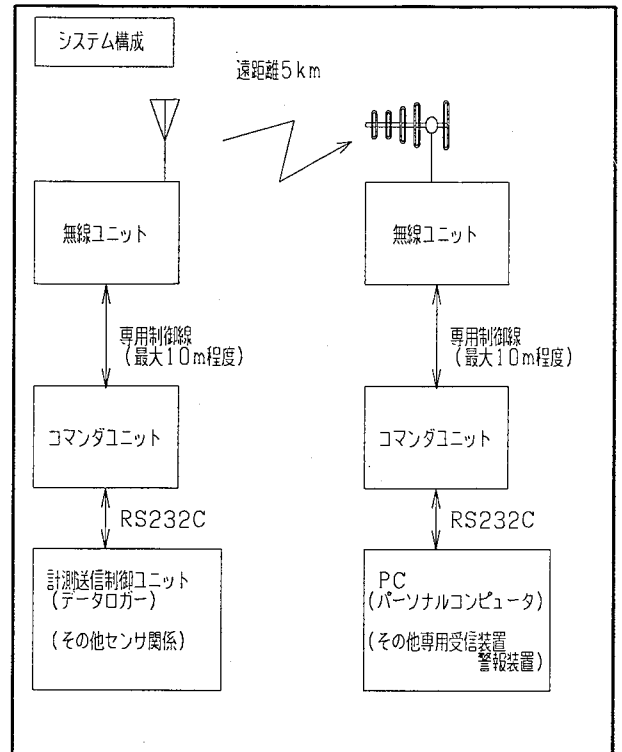 システム構成
遠距離5km
無線ユニット
無線ユニット
専用制御線
(最大10m程度)
専用制御線
(最大10m程度)
コマンダユニット
コマンダユニット
RS232C
RS232C
計測送信制御ユニット
(データロガー)
(その他センサ関係)
PC
(パーソナルコンピュータ)
(その他専用受信装置
警報装置)